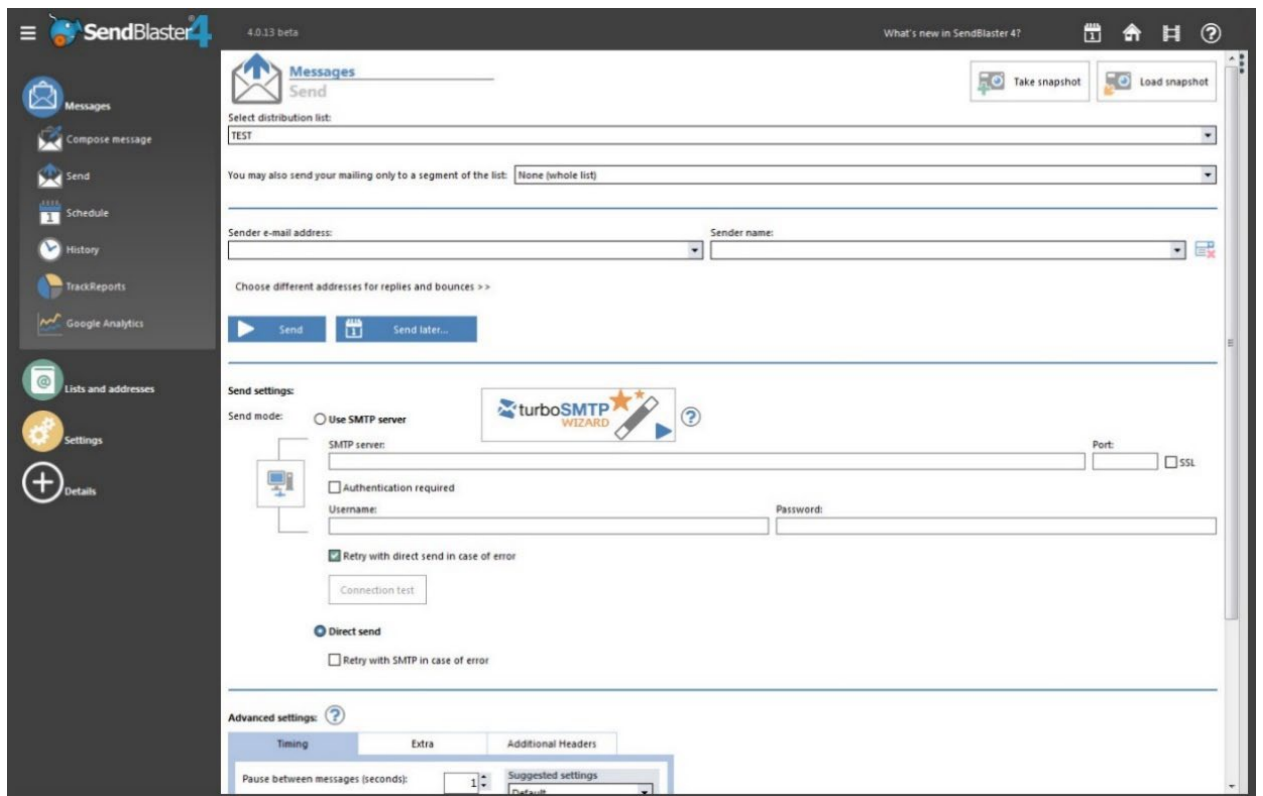 SendBlaster 4
4.0.13 beta
What's new in SendBlaster 4?
1
Messages
Send
Take snapshot
Load snapshot
Messages
Compose message
Send
1
Schedule
History
TrackReports
Google Analytics
@
Lists and addresses
Settings
Details
Select distribution list:
TEST
You may also send your mailing only to a segment of the list: None (whole list)
Sender e-mail address:
Sender name:
Choose different addresses for replies and bounces >>
Send
1
Send later...
Send settings:
Send mode:
Use SMTP server
turboSMTP
WIZARD
?
SMTP server:
Port:
SSL
Authentication required
Username:
Password:
Retry with direct send in case of error
Connection test
Direct send
Retry with SMTP in case of error
Advanced settings: ?
Timing
Extra
Additional Headers
Pause between messages (seconds): 1
Suggested settings
Default